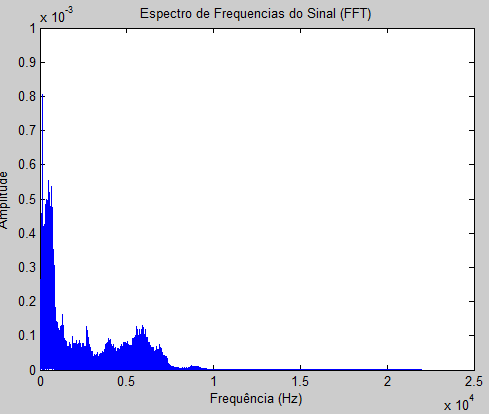 x 10^-3
Espectro de Frequencias do Sinal (FFT)
1
0.9
0.8
0.7
0.6
0.5
0.4
0.3
0.2
0.1
0
Amplitude
0 0.5 1 1.5 2 2.5
Frequência (Hz)
x 10^4